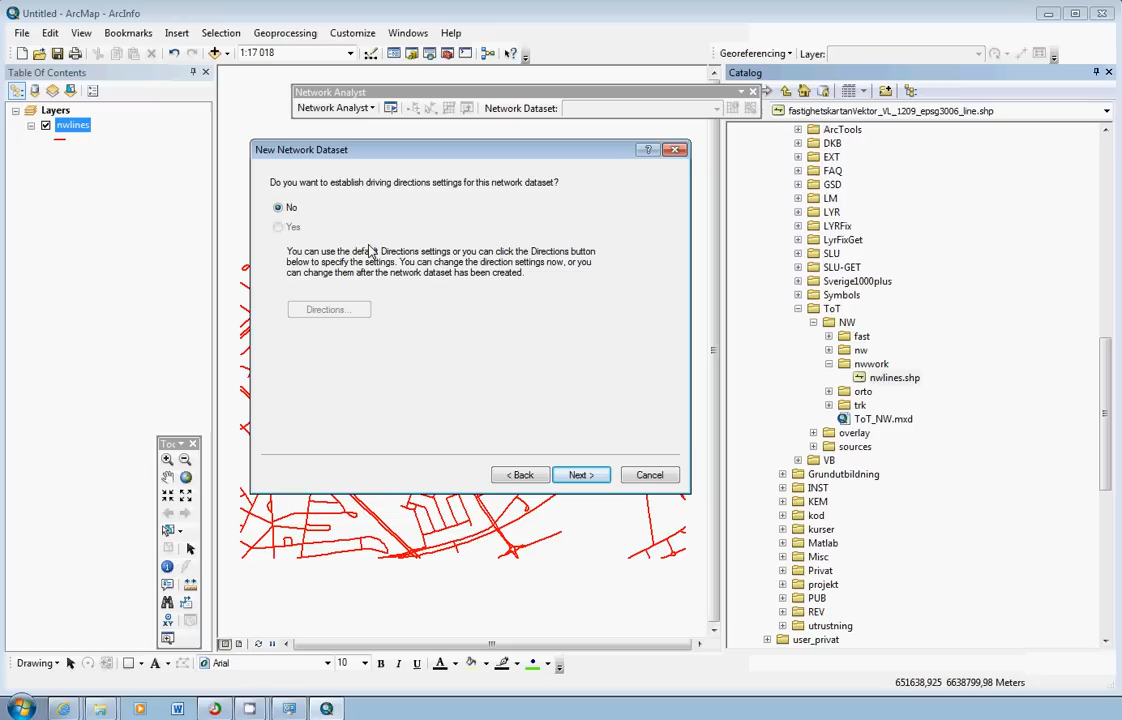 Untitled - ArcMap - ArcInfo
File Edit View Bookmarks Insert Selection Geoprocessing Customize Windows Help
1:17 018
Georeferencing Layer:
Table Of Contents
Layers
nwlines
Network Analyst
Network Analyst Network Dataset:
New Network Dataset
Do you want to establish driving directions settings for this network dataset?
No
Yes
You can use the default Directions settings or you can click the Directions button
below to specify the settings. You can change the direction settings now, or you
can change them after the network dataset has been created.
Directions...
< Back Next > Cancel
Catalog
fastighetskartanVektor_VL_1209_epsg3006_line.shp
ArcTools
DKB
EXT
FAQ
GSD
LM
LYR
LYRFix
LyrFixGet
SLU
SLU-GET
Sverige1000plus
Symbols
ToT
NW
fast
nw
nwwork
nwlines.shp
orto
trk
ToT_NW.mxd
overlay
sources
VB
Grundutbildning
INST
KEM
kod
kurser
Matlab
Misc
Privat
projekt
PUB
REV
utrustning
user_privat
Drawing A Arial 10 B I U A
651638,925 6638799,98 Meters